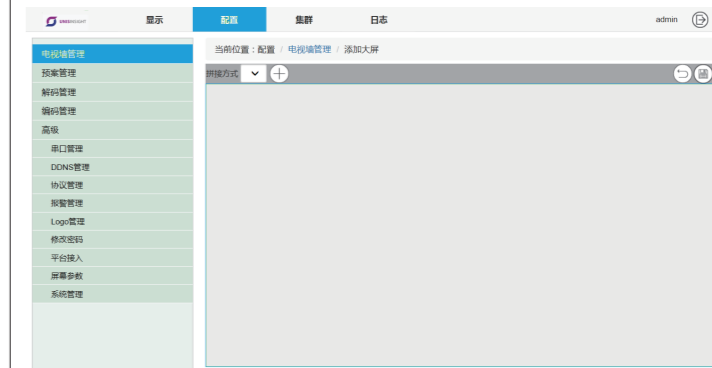 显示
配置
集群
日志
admin
电视墙管理
预案管理
解码管理
编码管理
高级
串口管理
DDNS管理
协议管理
报警管理
Logo管理
修改密码
平台接入
屏幕参数
系统管理
当前位置：配置 / 电视墙管理 / 添加大屏
拼接方式